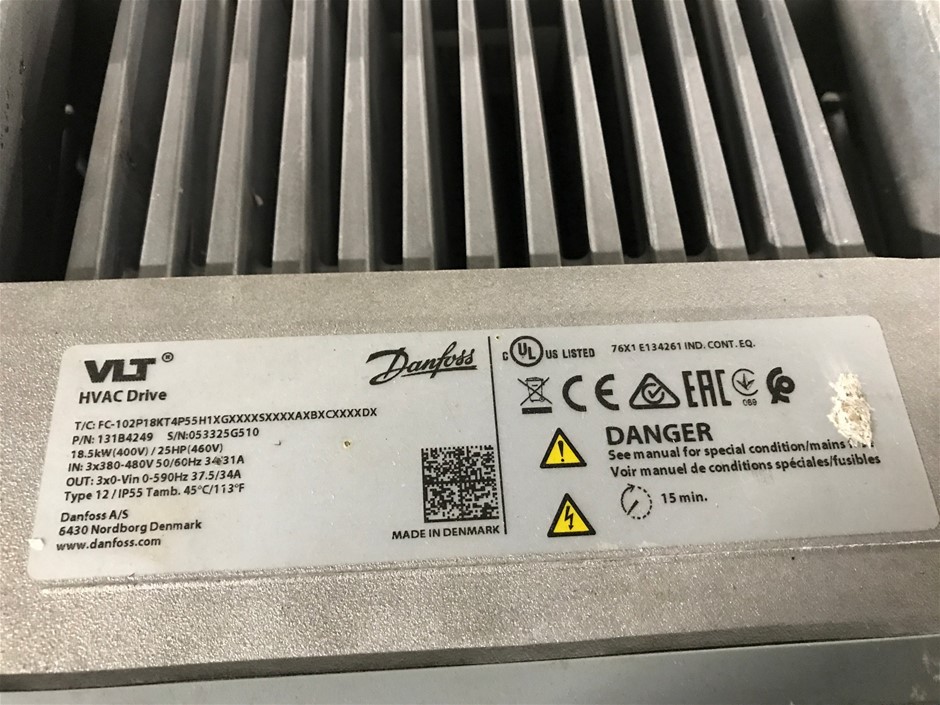 VLT®
HVAC Drive
Danfoss
T/C: FC-102P18KT4P55H1XGXXXXSXXXXAXBXCXXXXDX
P/N: 131B4249 S/N:053325G510
18.5kW(400V) / 25HP(460V)
IN: 3x380-480V 50/60Hz 34/31A
OUT: 3x0-Vin 0-590Hz 37.5/34A
Type 12 / IP55 Tamb. 45°C/113°F
Danfoss A/S
6430 Nordborg Denmark
www.danfoss.com
MADE IN DENMARK
C UL US LISTED 76X1 E134261 IND. CONT. EQ.
CE EAC
089
DANGER
See manual for special condition/mains
Voir manuel de conditions spéciales/fusibles
15 min.